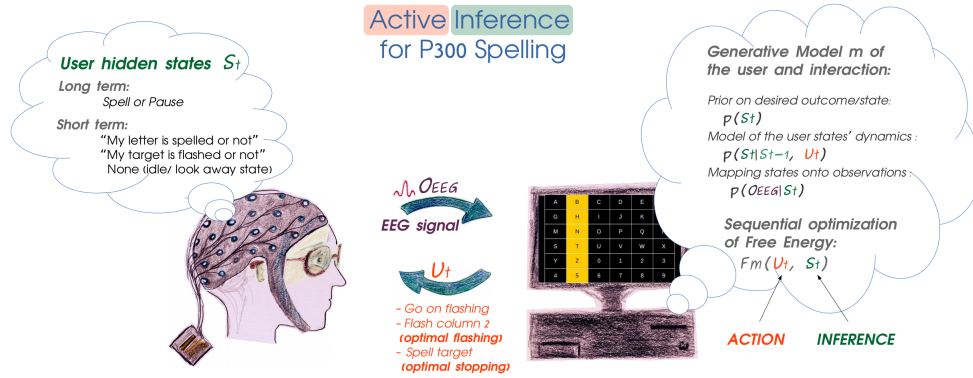 Active Inference
for P300 Spelling
User hidden states St
Long term:
Spell or Pause
Short term:
"My letter is spelled or not"
"My target is flashed or not"
None (idle/ look away state)
OEEG
EEG signal
Ut
- Go on flashing
- Flash column 2
(optimal flashing)
- Spell target
(optimal stopping)
A B C D E
G H I J K
M N O P Q
S T U V W X
Y Z 0 1 2 3
4 5 6 7 8 9
Generative Model m of
the user and interaction:
Prior on desired outcome/state:
p(St)
Model of the user states' dynamics :
p(St|St-1, Ut)
Mapping states onto observations :
p(OEEG|St)
Sequential optimization
of Free Energy:
Fm(Ut, St)
ACTION INFERENCE